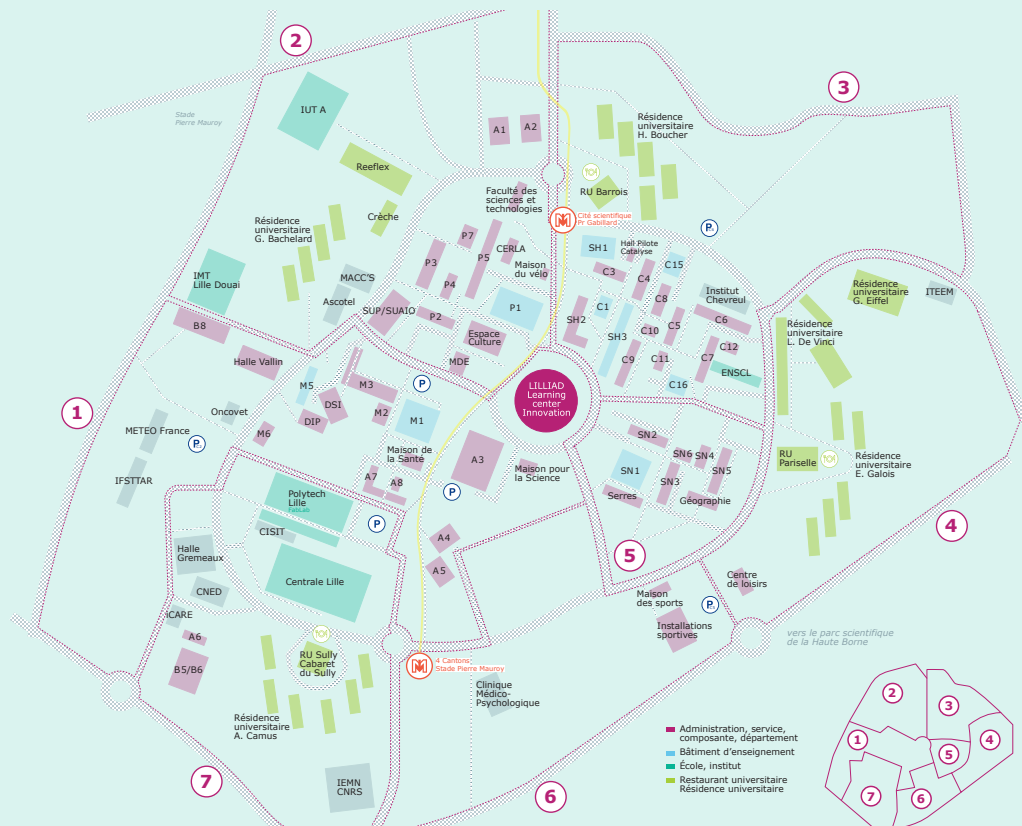 2
3
Stade
Pierre Mauroy
IUT A
A1
A2
Résidence
universitaire
H. Boucher
Reeflex
RU Barrois
Faculté des
sciences et
technologies
Crèche
Cité scientifique
Pr Gabillard
P
Résidence
universitaire
G. Bachelard
P7
P5
CERLA
SH1
Hall Pilote
Catalyse
P3
Maison
du vélo
C3
C4
C15
IMT
Lille Douai
MACC'S
P4
Ascotel
Institut
Chevreul
Résidence
universitaire
G. Eiffel
ITEEM
SUP/SUAIO
P2
P1
C1
C8
SH2
C6
B8
C10
C5
Résidence
universitaire
L. De Vinci
Espace
Culture
SH3
C12
Halle Vallin
MDE
C9
C11
C7
ENSCL
M5
M3
P
C16
LILLIAD
Learning
center
Innovation
1
Oncovet
DSI
M2
M1
DIP
METEO France
M6
SN2
P
Maison de
la Santé
A3
SN6
SN4
RU
Pariselle
Résidence
universitaire
E. Galois
IFSTTAR
A7
A8
Maison pour
la Science
SN1
SN3
SN5
P
Polytech
Lille
FabLab
Serres
Géographie
CISIT
P
4
A4
5
Halle
Gremeaux
A5
Centrale Lille
Centre
de loisirs
CNED
Maison
des sports
P
ICARE
Installations
sportives
vers le parc scientifique
de la Haute Borne
A6
RU Sully
Cabaret
du Sully
B5/B6
4 Cantons
Stade Pierre Mauroy
Clinique
Médico-
Psychologique
Résidence
universitaire
A. Camus
Administration, service,
composante, département
Bâtiment d'enseignement
École, institut
Restaurant universitaire
Résidence universitaire
7
IEMN
CNRS
6
2
3
1
4
5
7
6